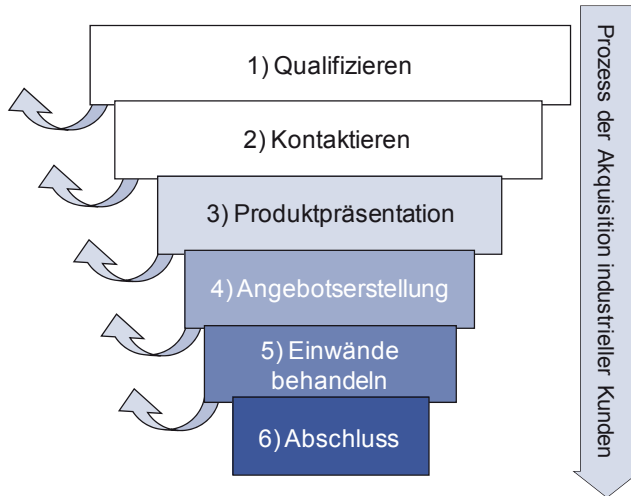 1) Qualifizieren
2) Kontaktieren
3) Produktpräsentation
4) Angebotserstellung
5) Einwände
behandeln
6) Abschluss
Prozess der Akquisition industrieller Kunden